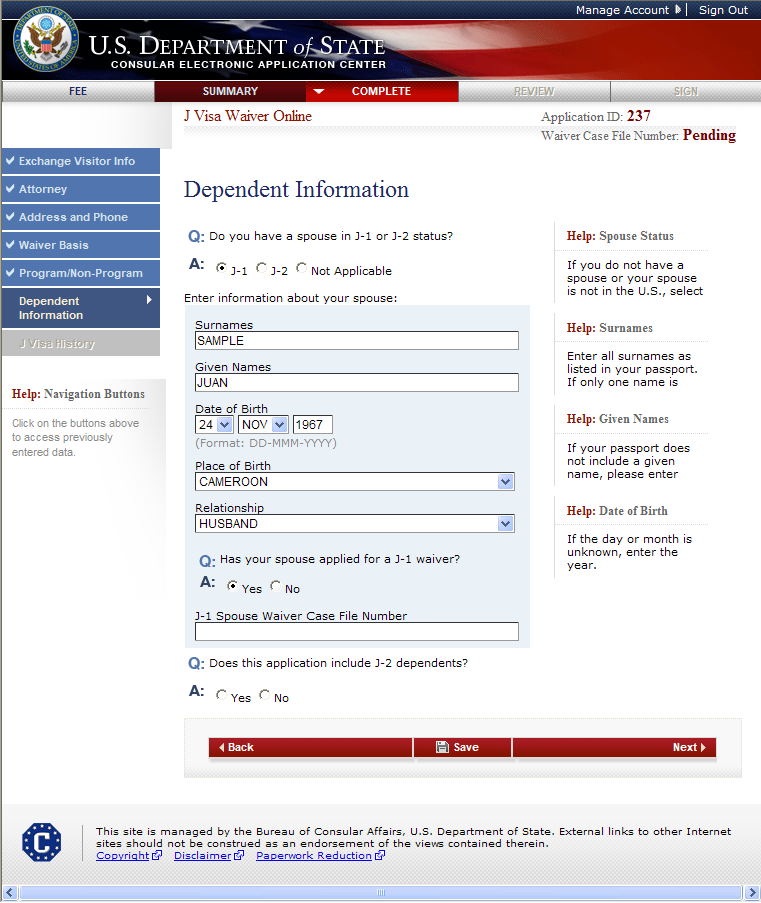 Manage Account
Sign Out
U.S. DEPARTMENT of STATE
CONSULAR ELECTRONIC APPLICATION CENTER
FEE
SUMMARY
COMPLETE
REVIEW
SIGN
J Visa Waiver Online
Application ID: 237
Waiver Case File Number: Pending
Exchange Visitor Info
Attorney
Address and Phone
Waiver Basis
Program/Non-Program
Dependent
Information
J Visa History
Help: Navigation Buttons
Click on the buttons above
to access previously
entered data.
Dependent Information
Q: Do you have a spouse in J-1 or J-2 status?
A: J-1 J-2 Not Applicable
Enter information about your spouse:
Surnames
SAMPLE
Given Names
JUAN
Date of Birth
24 NOV 1967
(Format: DD-MMM-YYYY)
Place of Birth
CAMEROON
Relationship
HUSBAND
Q: Has your spouse applied for a J-1 waiver?
A: Yes No
J-1 Spouse Waiver Case File Number
Q: Does this application include J-2 dependents?
A: Yes No
Help: Spouse Status
If you do not have a
spouse or your spouse
is not in the U.S., select
Help: Surnames
Enter all surnames as
listed in your passport.
If only one name is
Help: Given Names
If your passport does
not include a given
name, please enter
Help: Date of Birth
If the day or month is
unknown, enter the
year.
Back
Save
Next
C
This site is managed by the Bureau of Consular Affairs, U.S. Department of State. External links to other Internet
sites should not be construed as an endorsement of the views contained therein.
Copyright Disclaimer Paperwork Reduction